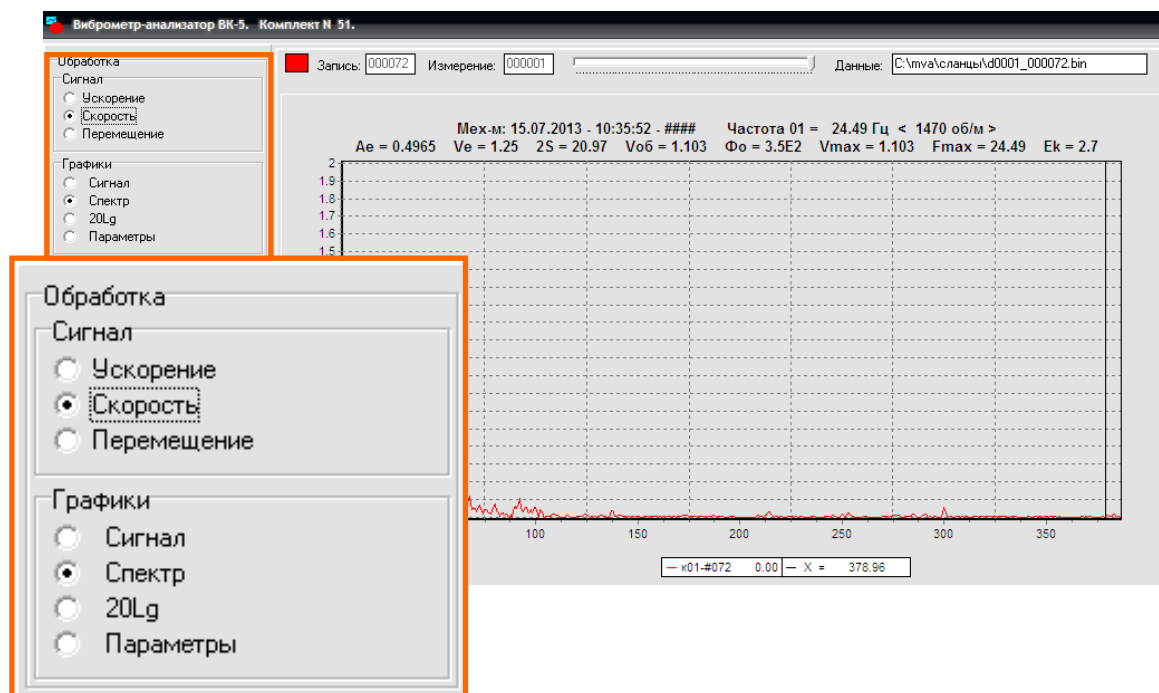 Виброметр-анализатор ВК-5. Комплект N 51.
Обработка
Сигнал
Ускорение
Скорость
Перемещение
Графики
Сигнал
Спектр
20Lg
Параметры
Запись: 000072 Измерение: 000001 Данные: C:\mva\сланцы\d0001_000072.bin
Мех-м: 15.07.2013 - 10:35:52 - #### Частота 01 = 24.49 Гц < 1470 об/м >
Ae = 0.4965 Ve = 1.25 2S = 20.97 Vоб = 1.103 Фо = 3.5E2 Vmax = 1.103 Fmax = 24.49 Ek = 2.7
2
1.9
1.8
1.7
1.6
1.5
100 150 200 250 300 350
к01-#072 0.00 X = 378.96
Обработка
Сигнал
Ускорение
Скорость
Перемещение
Графики
Сигнал
Спектр
20Lg
Параметры